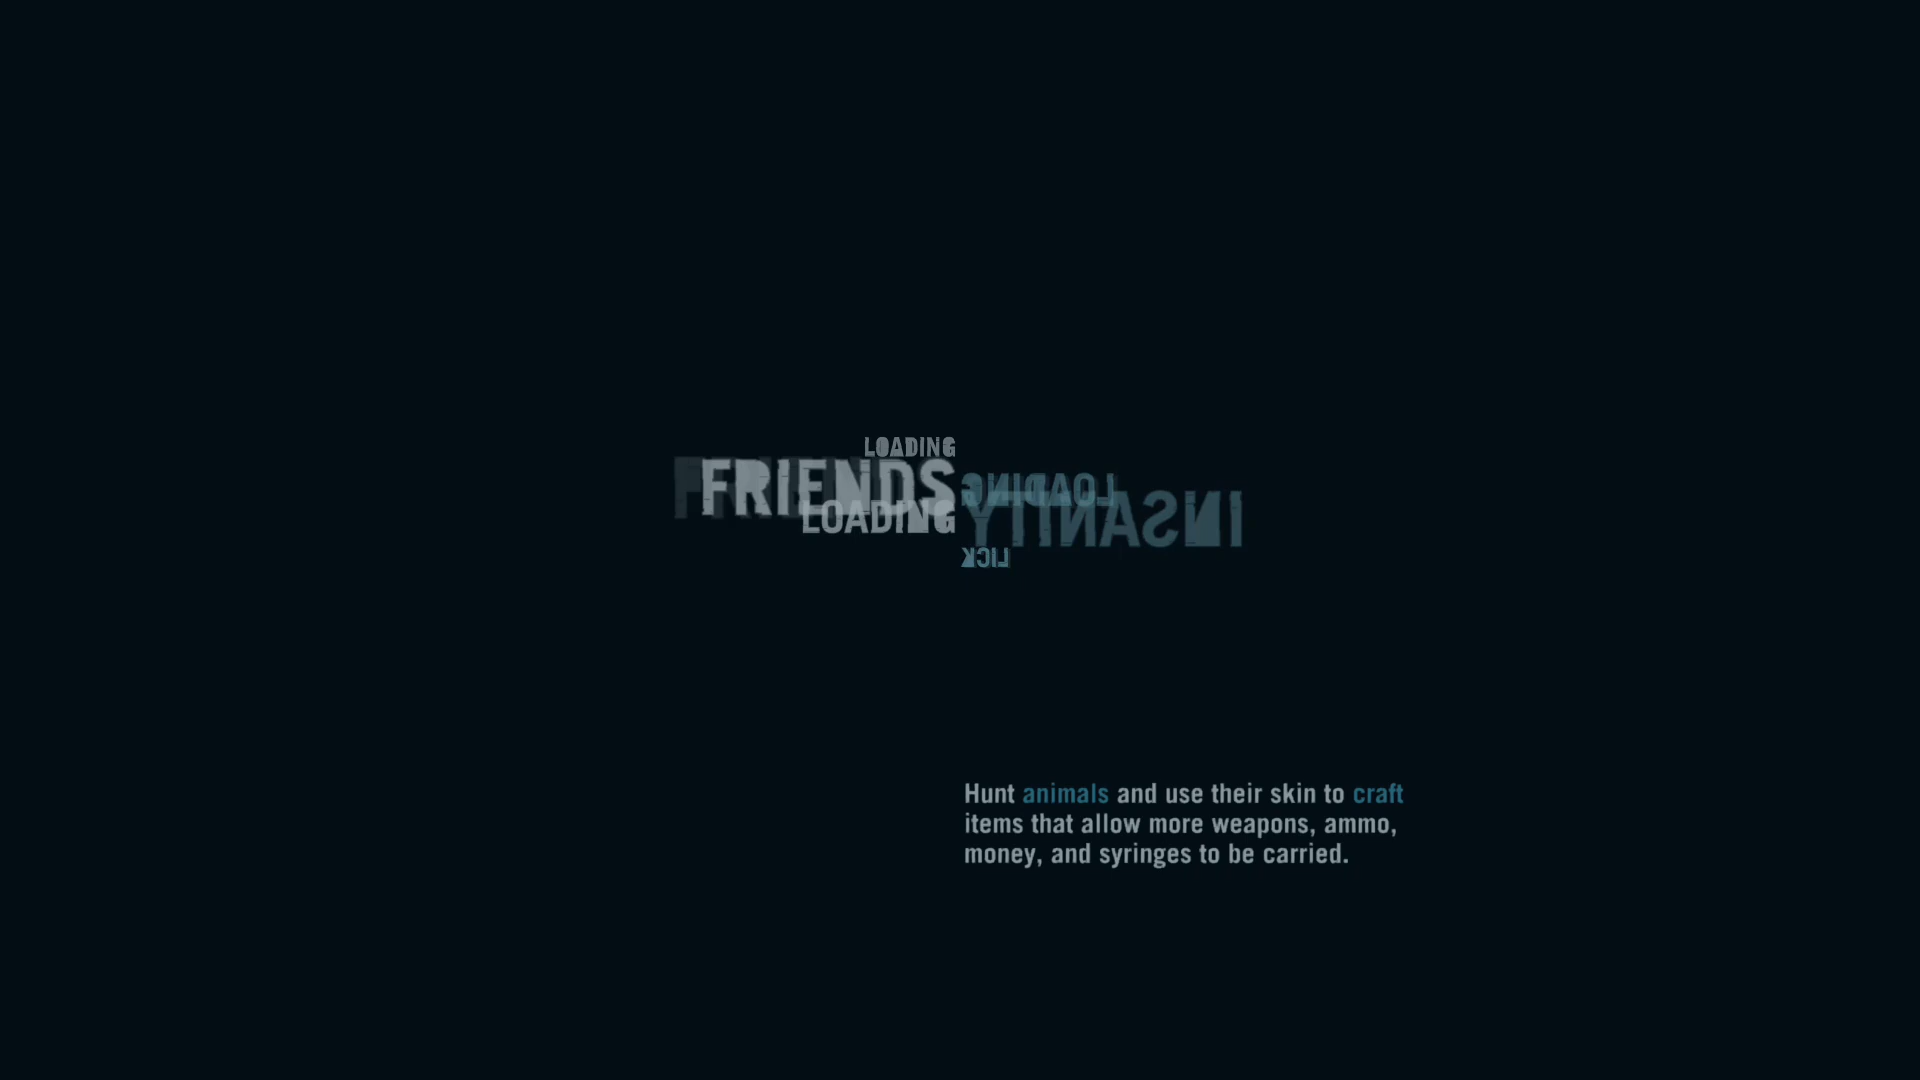 LOADING
FRIENDS
LOADING
LOADING
INSANITY
LICK
Hunt animals and use their skin to craft
items that allow more weapons, ammo,
money, and syringes to be carried.